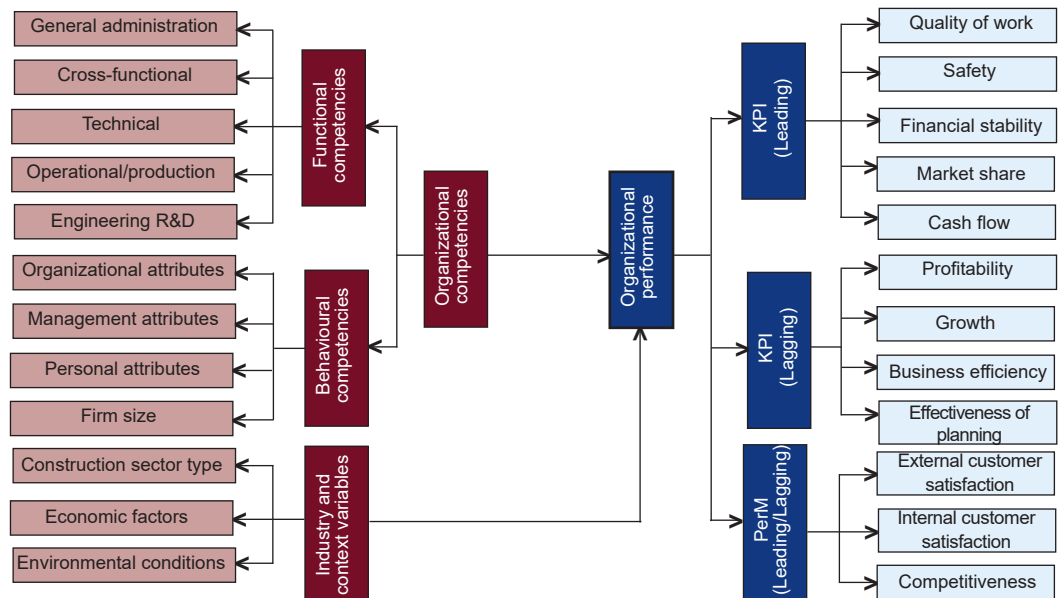 General administration
Cross-functional
Technical
Operational/production
Engineering R&D
Organizational attributes
Management attributes
Personal attributes
Firm size
Construction sector type
Economic factors
Environmental conditions
Functional
competencies
Behavioural
competencies
Industry and
context variables
Organizational
competencies
Organizational
performance
KPI
(Leading)
KPI
(Lagging)
PerM
(Leading/Lagging)
Quality of work
Safety
Financial stability
Market share
Cash flow
Profitability
Growth
Business efficiency
Effectiveness of
planning
External customer
satisfaction
Internal customer
satisfaction
Competitiveness